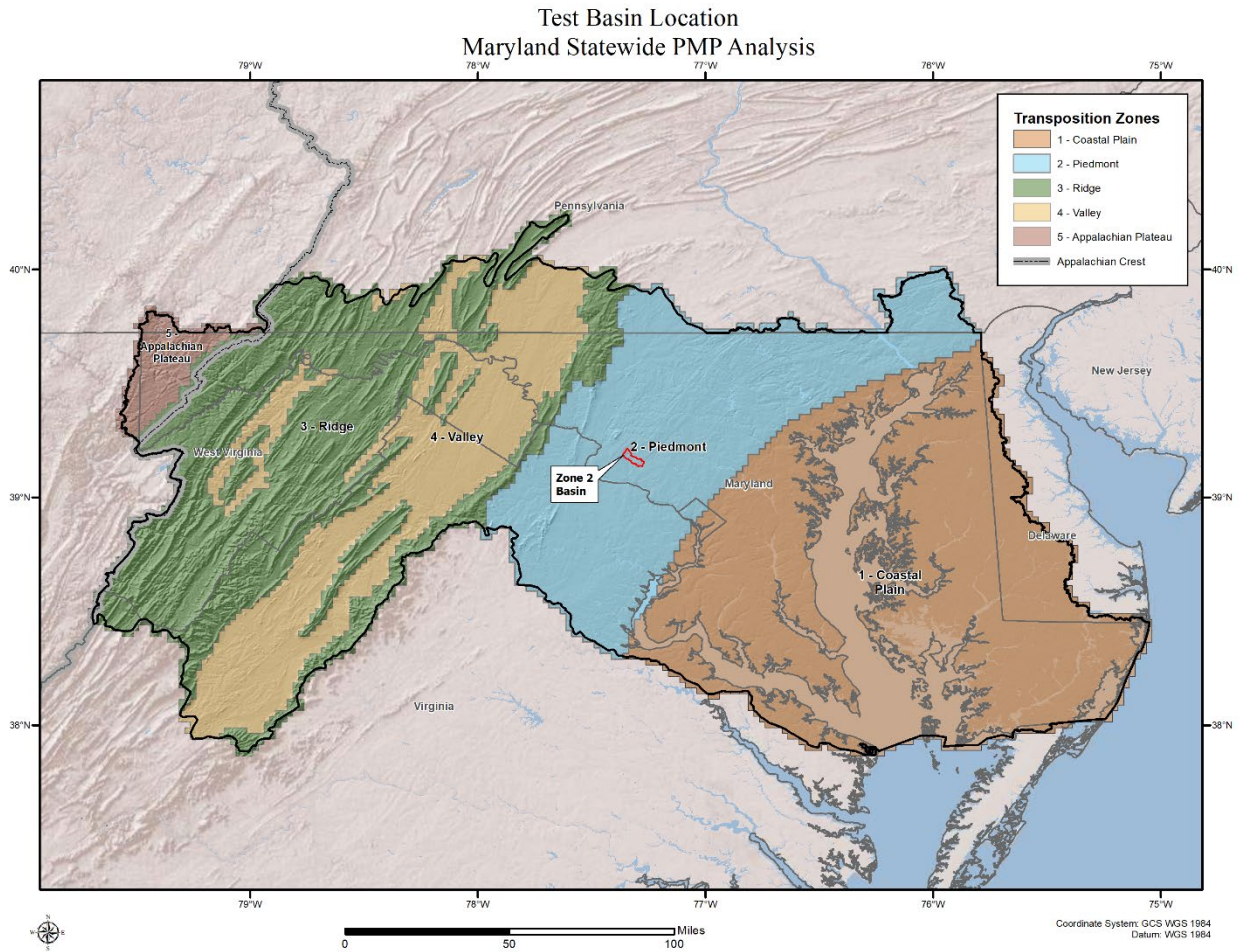 Test Basin Location
Maryland Statewide PMP Analysis
79°W
78°W
77°W
76°W
75°W
Transposition Zones
1 - Coastal Plain
2 - Piedmont
3 - Ridge
4 - Valley
5 - Appalachian Plateau
Appalachian Crest
Pennsylvania
40°N
40°N
5 -
Appalachian
Plateau
New Jersey
3 - Ridge
4 - Valley
2 - Piedmont
West Virginia
Zone 2
Basin
Maryland
39°N
39°N
Delaware
1 - Coastal
Plain
Virginia
38°N
38°N
79°W
78°W
77°W
76°W
75°W
N
W
E
S
Miles
0
50
100
Coordinate System: GCS WGS 1984
Datum: WGS 1984